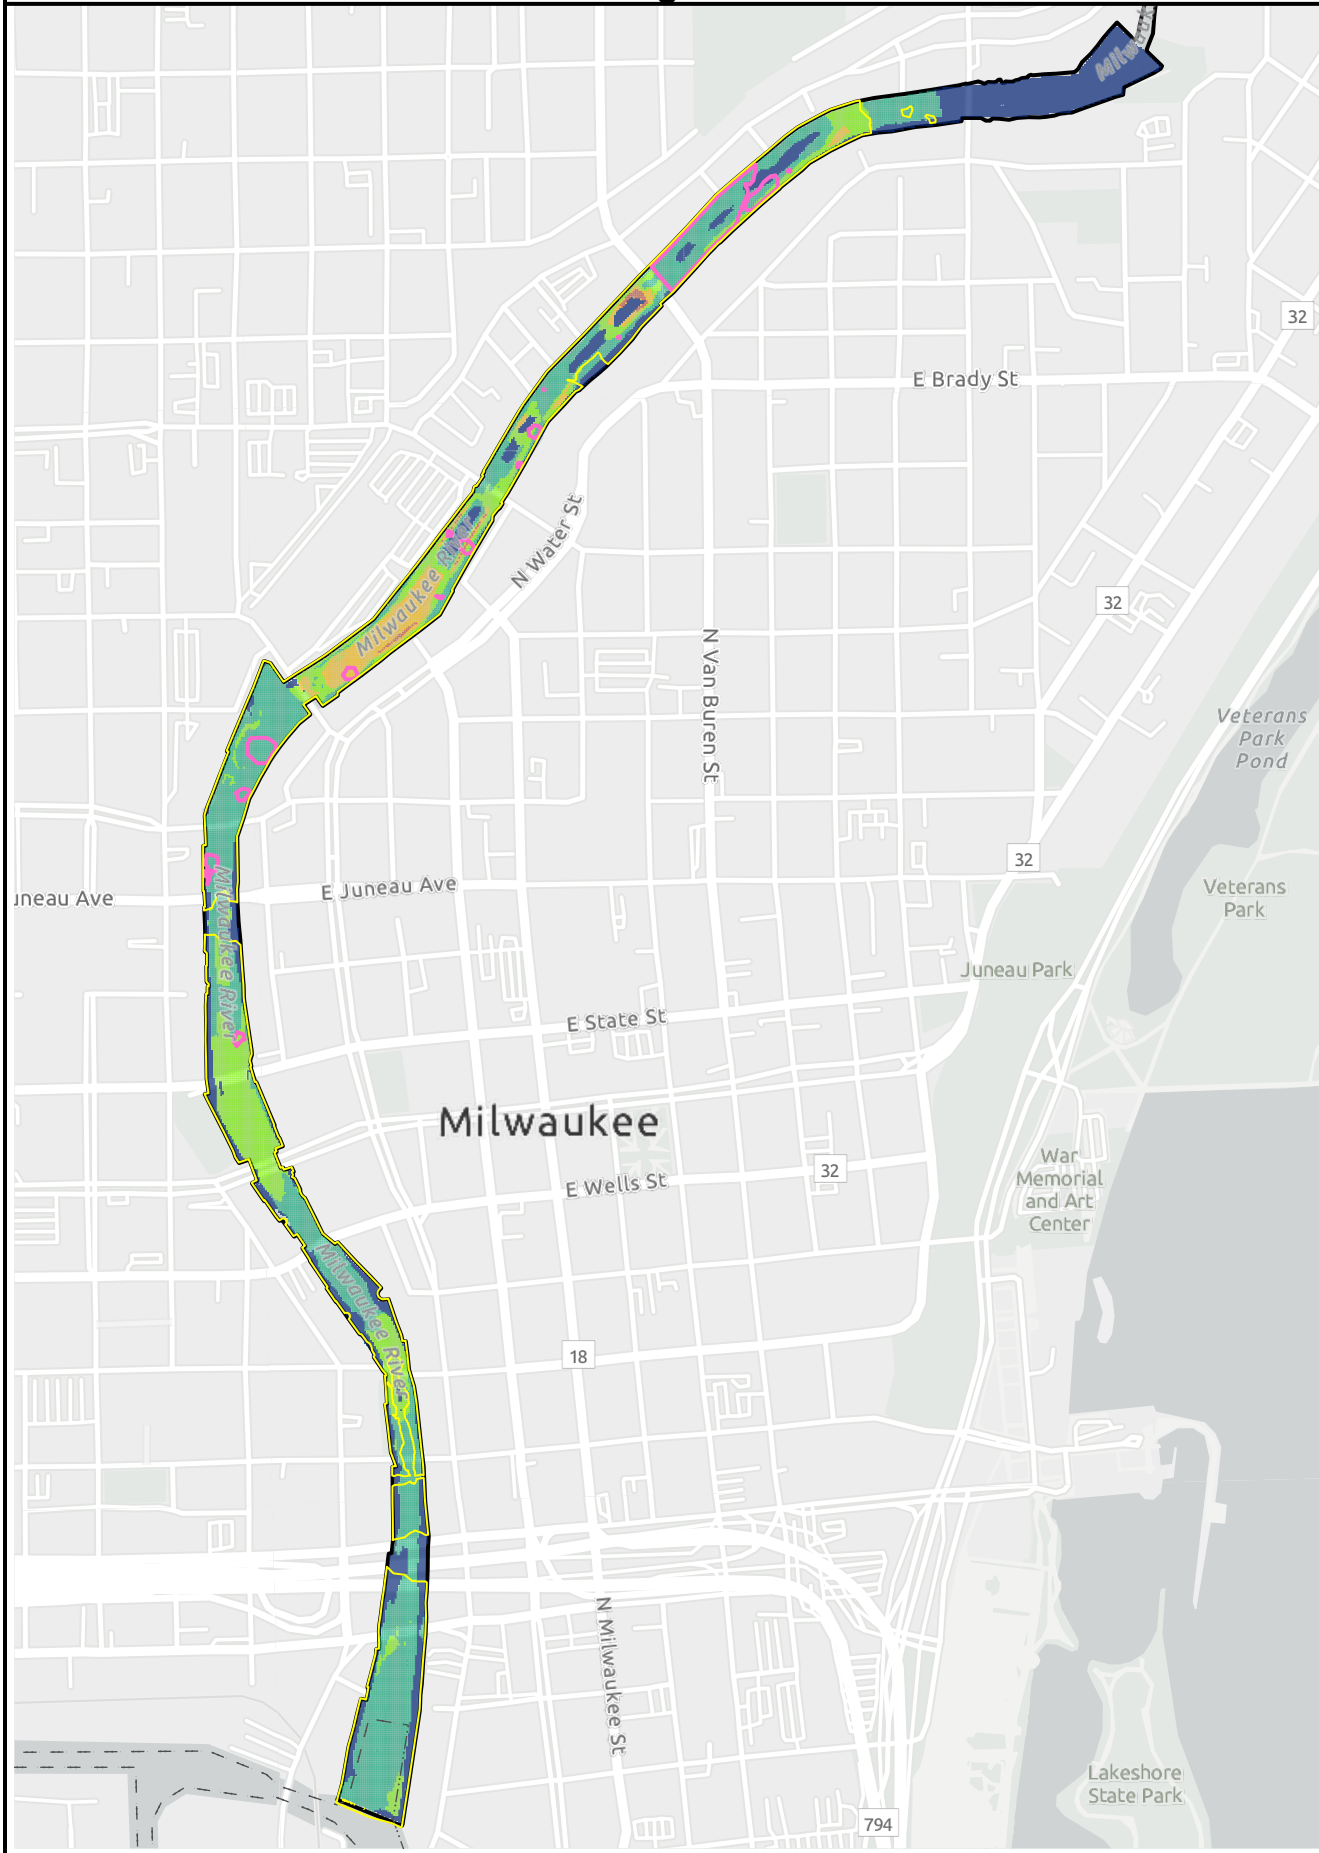 Milwauk
32
E Brady St
N Water St
Milwaukee River
32
N Van Buren St
Veterans
Park
Pond
32
uneau Ave
E Juneau Ave
Veterans
Park
Milwaukee River
Juneau Park
E State St
Milwaukee
War
Memorial
and Art
Center
32
E Wells St
Milwaukee River
18
N Milwaukee St
Lakeshore
State Park
794